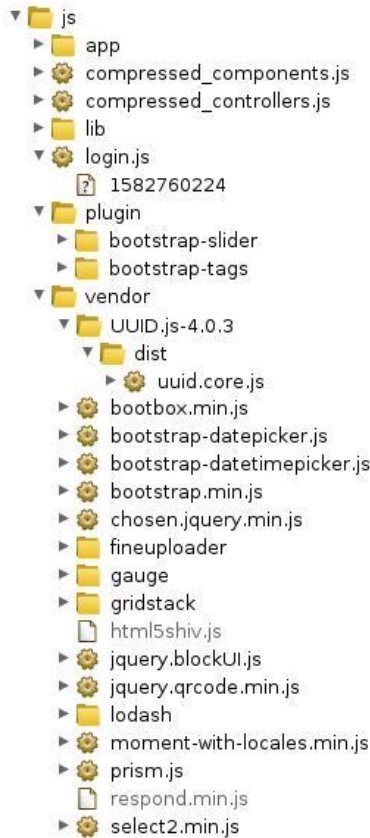 js
app
compressed_components.js
compressed_controllers.js
lib
login.js
1582760224
plugin
bootstrap-slider
bootstrap-tags
vendor
UUID.js-4.0.3
dist
uuid.core.js
bootbox.min.js
bootstrap-datepicker.js
bootstrap-datetimepicker.js
bootstrap.min.js
chosen.jquery.min.js
fineuploader
gauge
gridstack
html5shiv.js
jquery.blockUI.js
jquery.qrcode.min.js
lodash
moment-with-locales.min.js
prism.js
respond.min.js
select2.min.js